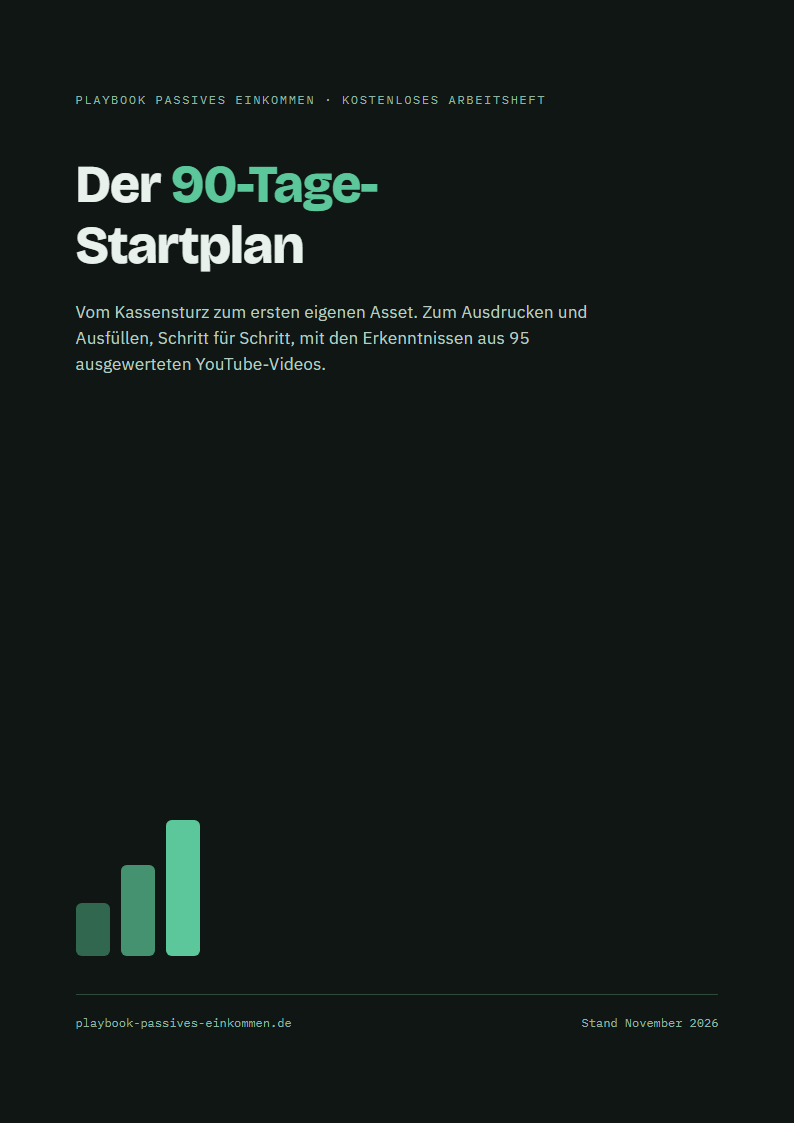 PLAYBOOK PASSIVES EINKOMMEN · KOSTENLOSES ARBEITSHEFT
Der 90-Tage-
Startplan
Vom Kassensturz zum ersten eigenen Asset. Zum Ausdrucken und
Ausfüllen, Schritt für Schritt, mit den Erkenntnissen aus 95
ausgewerteten YouTube-Videos.
playbook-passives-einkommen.de
Stand November 2026